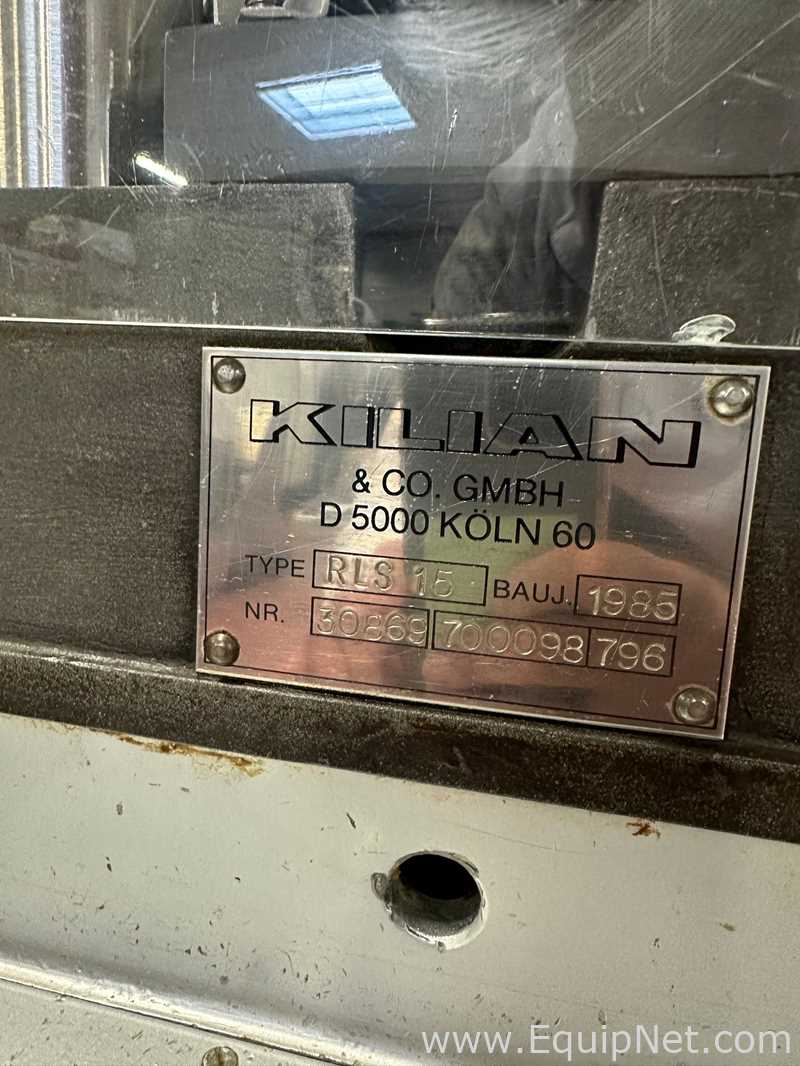 KILIAN
& CO. GMBH
D 5000 KÖLN 60
TYPE RLS 15 BAUJ. 1985
NR. 30869 700098 796
www.EquipNet.com